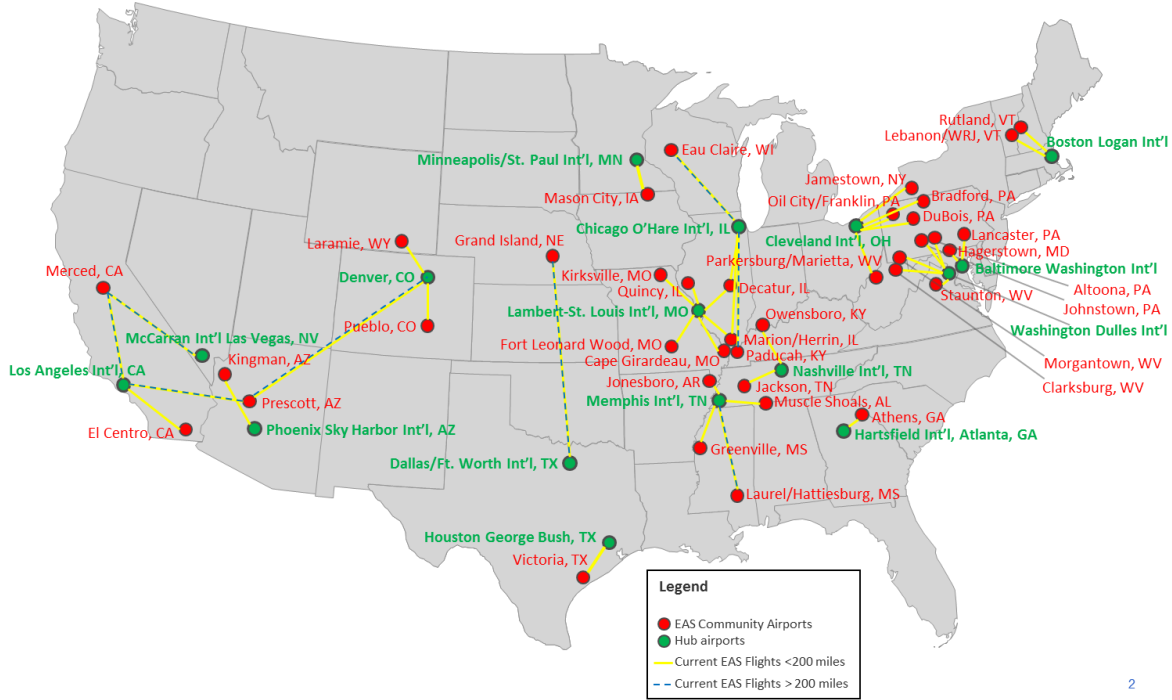 Rutland, VT
Lebanon/WRJ, VT
Boston Logan Int'l
Eau Claire, WI
Minneapolis/St. Paul Int'l, MN
Jamestown, NY
Mason City, IA
Oil City/Franklin, PA
Bradford, PA
DuBois, PA
Chicago O'Hare Int'l, IL
Cleveland Int'l, OH
Lancaster, PA
Laramie, WY
Grand Island, NE
Hagerstown, MD
Parkersburg/Marietta, WV
Baltimore Washington Int'l
Merced, CA
Denver, CO
Kirksville, MO
Quincy, IL
Decatur, IL
Altoona, PA
Staunton, WV
Johnstown, PA
Lambert-St. Louis Int'l, MO
Owensboro, KY
Pueblo, CO
Washington Dulles Int'l
McCarran Int'l Las Vegas, NV
Fort Leonard Wood, MO
Marion/Herrin, IL
Kingman, AZ
Cape Girardeau, MO
Paducah, KY
Morgantown, WV
Los Angeles Int'l, CA
Nashville Int'l, TN
Jonesboro, AR
Jackson, TN
Clarksburg, WV
Prescott, AZ
Memphis Int'l, TN
Muscle Shoals, AL
Athens, GA
El Centro, CA
Phoenix Sky Harbor Int'l, AZ
Hartsfield Int'l, Atlanta, GA
Greenville, MS
Dallas/Ft. Worth Int'l, TX
Laurel/Hattiesburg, MS
Houston George Bush, TX
Victoria, TX
Legend
EAS Community Airports
Hub airports
Current EAS Flights <200 miles
Current EAS Flights > 200 miles
2